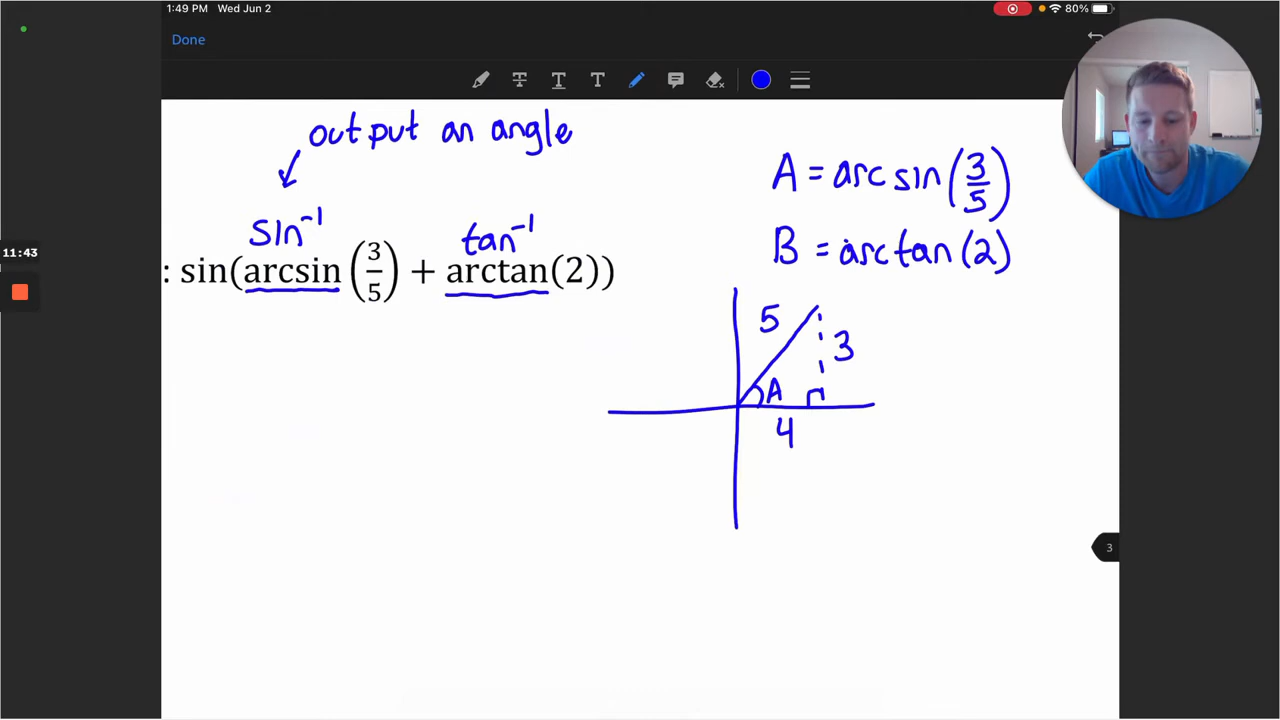 1:49 PM Wed Jun 2
80%
Done
output an angle
A = arcsin(3/5)
sin⁻¹ tan⁻¹
B = arctan(2)
11:43
: sin(arcsin(3/5) + arctan(2))
5
3
A
4
3